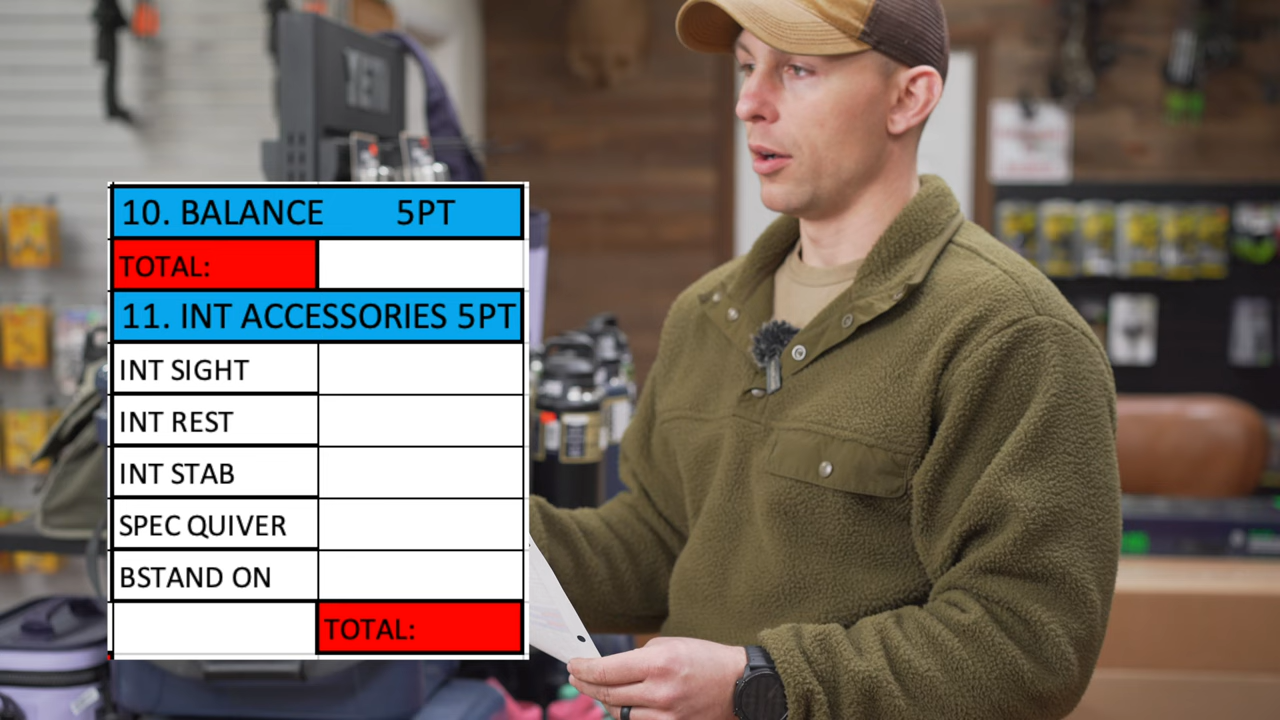 YETI
10. BALANCE 5PT
TOTAL:
11. INT ACCESSORIES 5PT
INT SIGHT
INT REST
INT STAB
SPEC QUIVER
BSTAND ON
TOTAL: